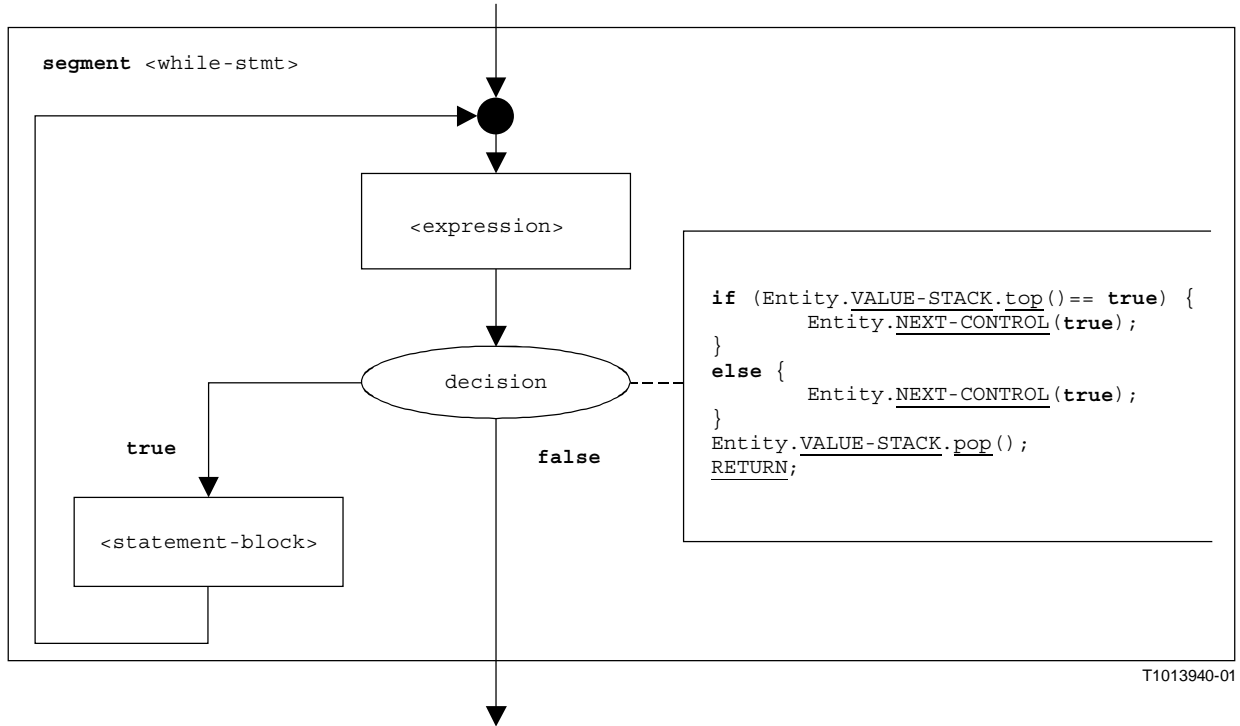 segment <while-stmt>
<expression>
if (Entity.VALUE-STACK.top()== true) {
Entity.NEXT-CONTROL(true);
}
else {
Entity.NEXT-CONTROL(true);
}
Entity.VALUE-STACK.pop();
RETURN;
decision
true
false
<statement-block>
T1013940-01